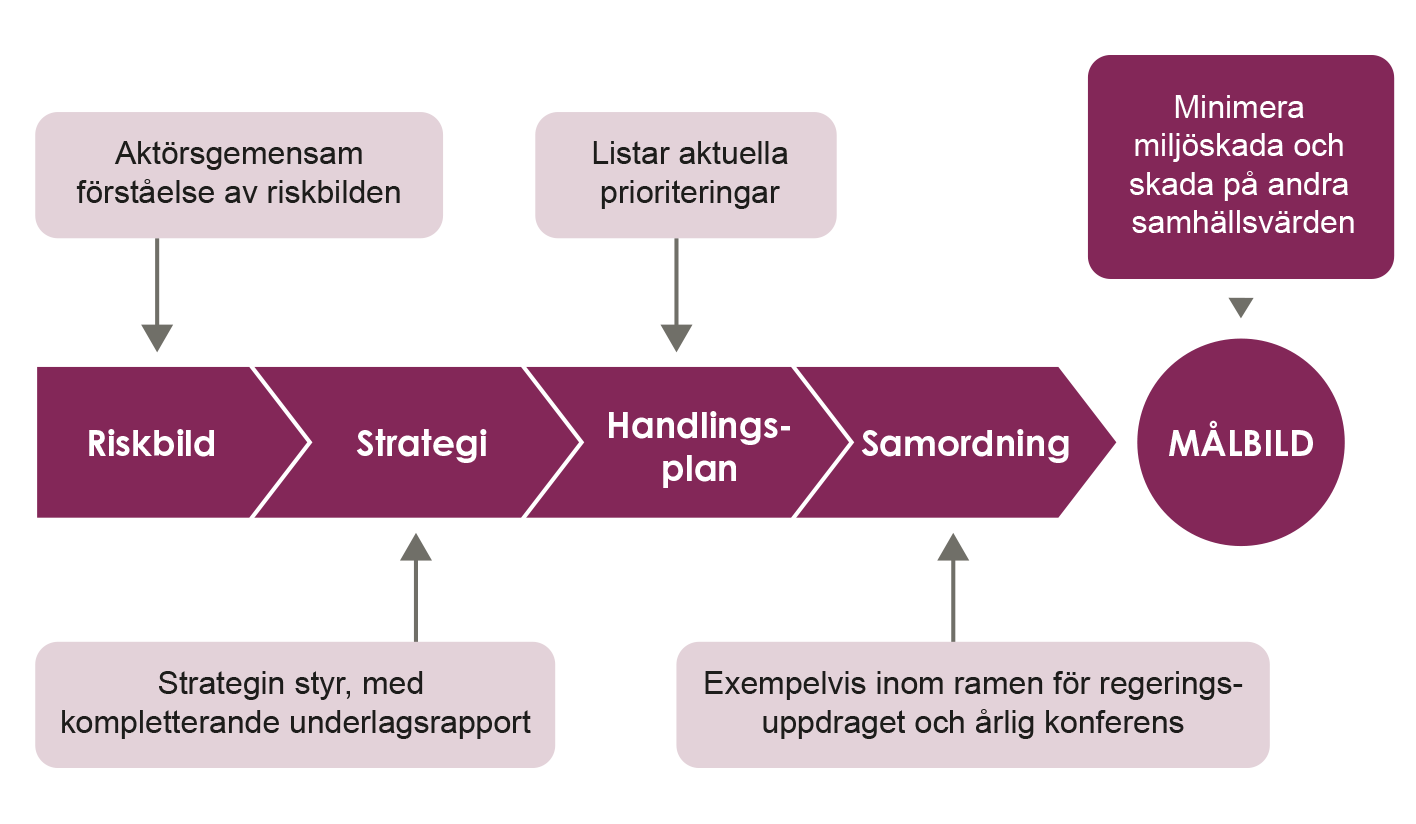 Aktörsgemensam
förståelse av riskbilden
Listar aktuella
prioriteringar
Minimera
miljöskada och
skada på andra
samhällsvärden
Riskbild
Strategi
Handlings-
plan
Samordning
MÅLBILD
Strategin styr, med
kompletterande underlagsrapport
Exempelvis inom ramen för regerings-
uppdraget och årlig konferens